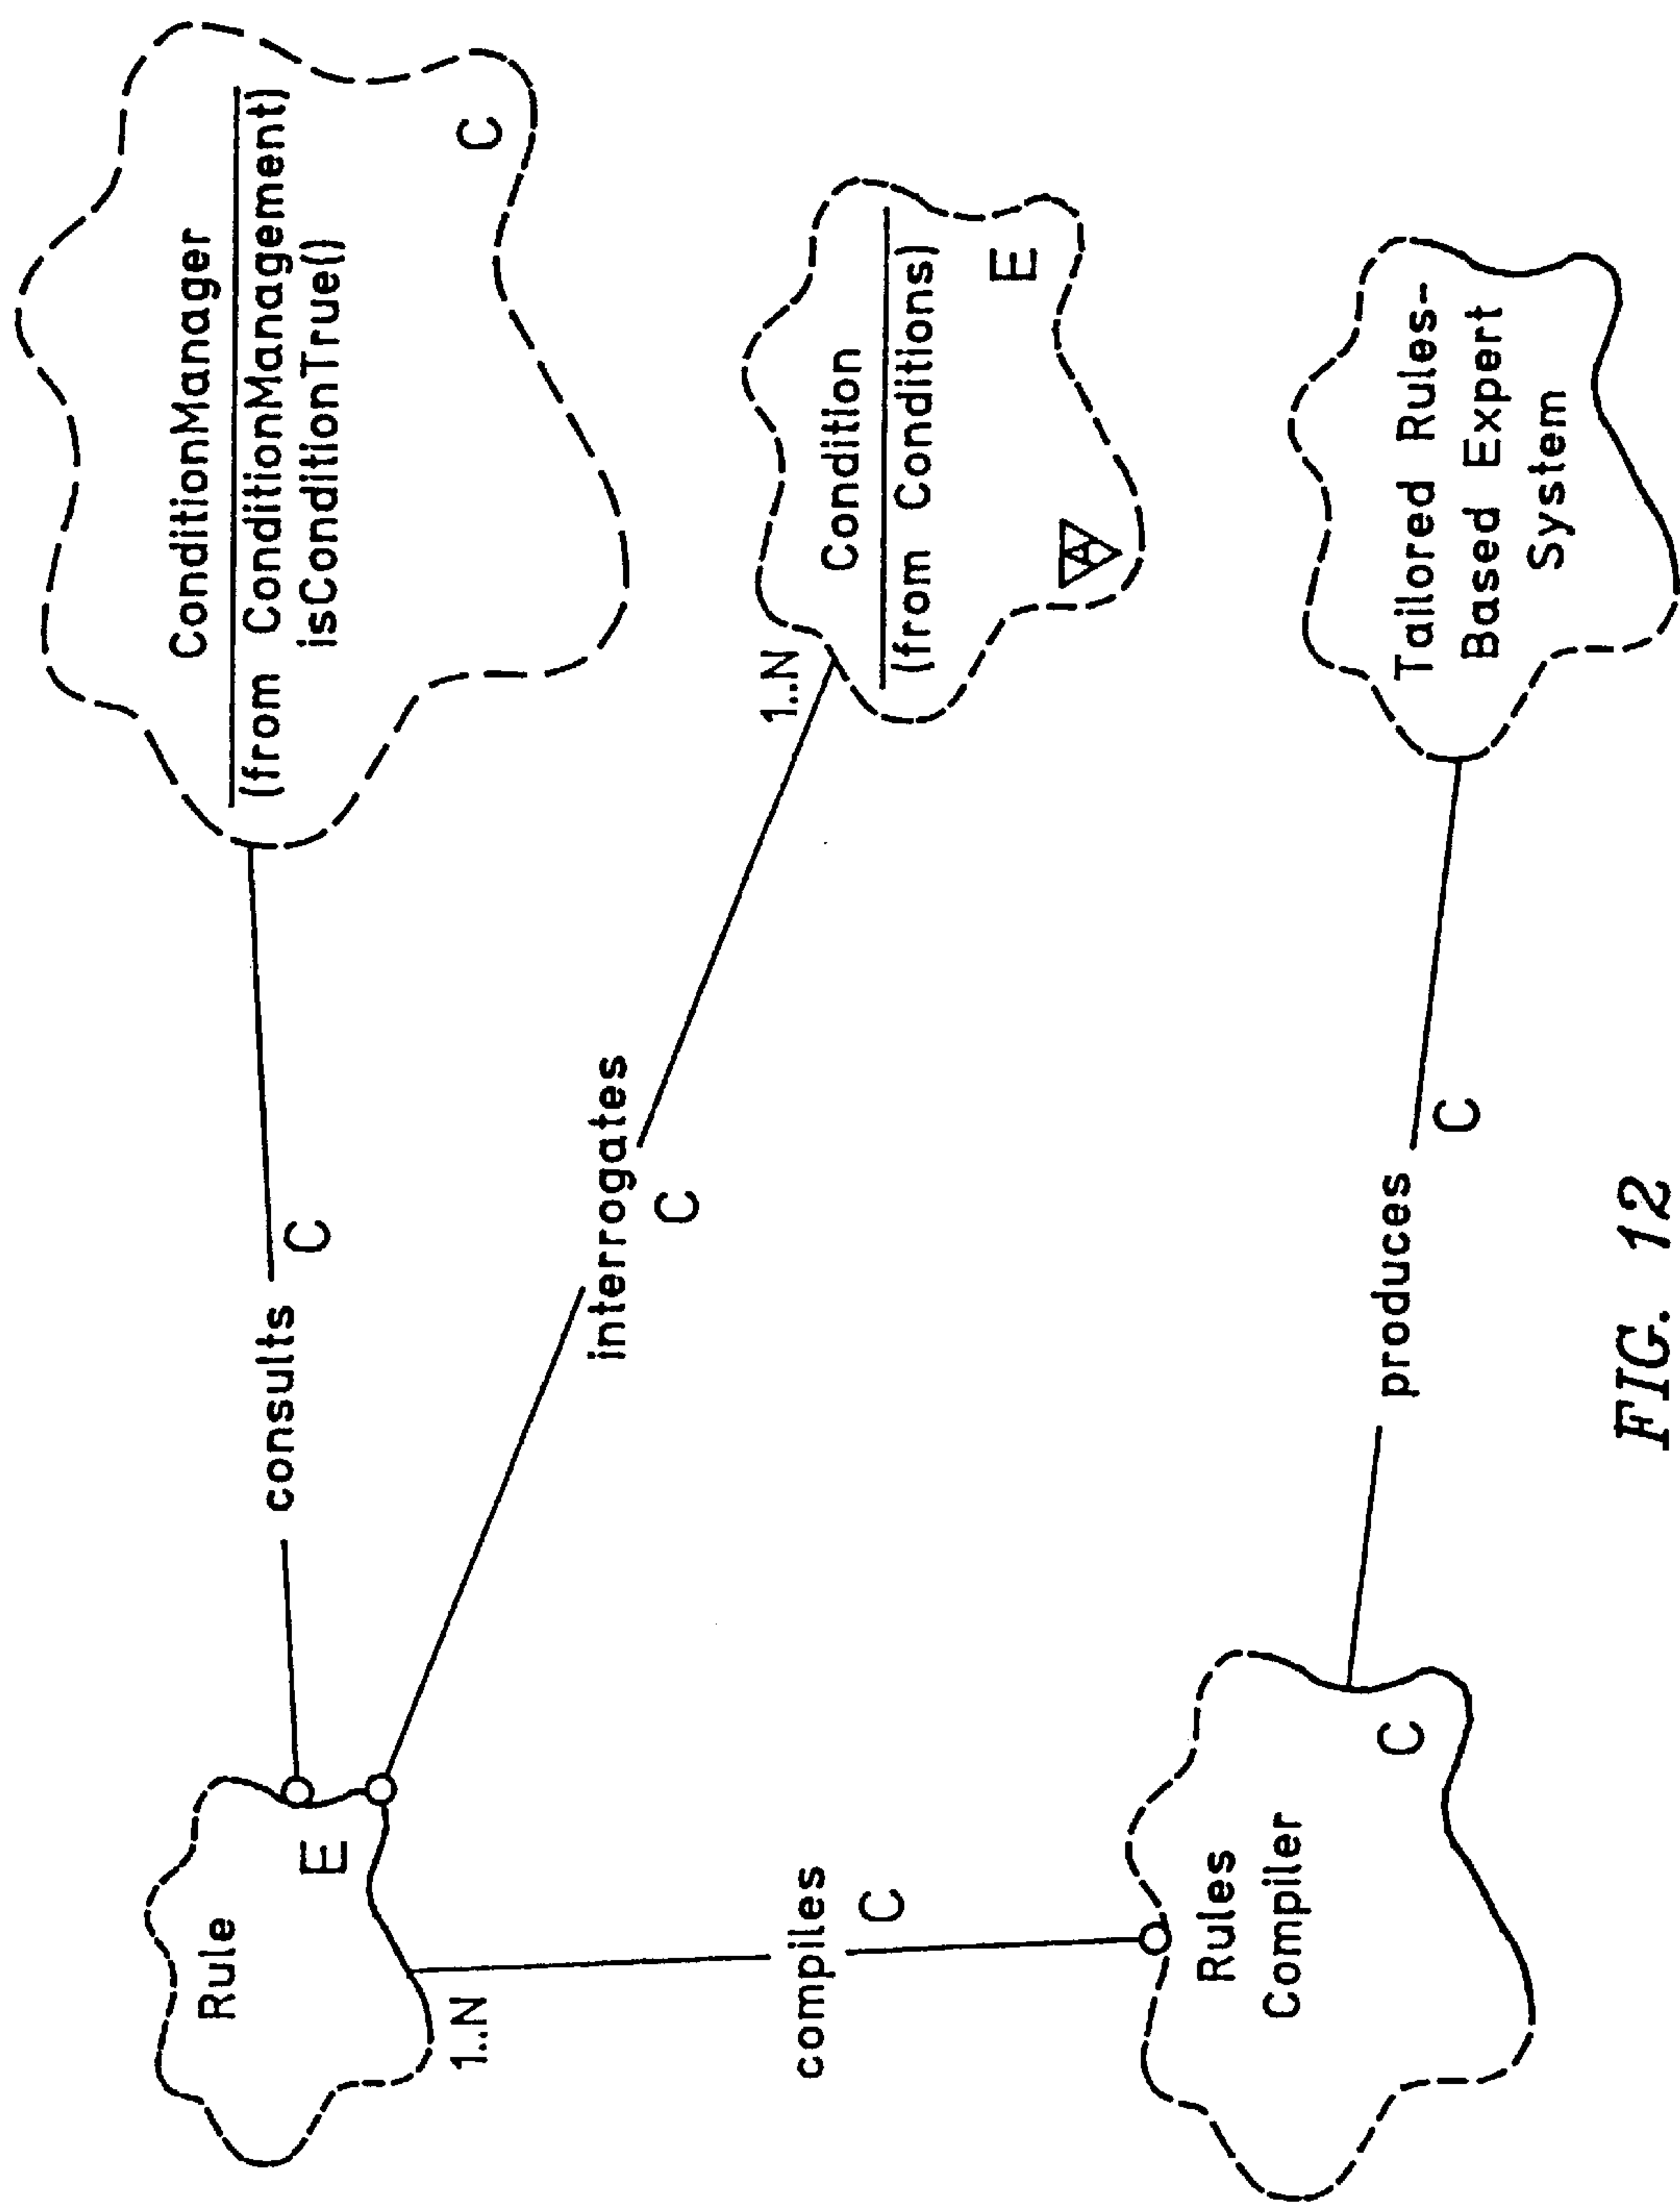 Rule
E
1..N
consults
C
ConditionManager
(from ConditionManagement)
isConditionTrue()
C
interrogates
C
1..N
Condition
(from Conditions)
E
A
compiles
C
Rules
Compiler
C
produces
C
Tailored Rules-
Based Expert
System
FIG. 12